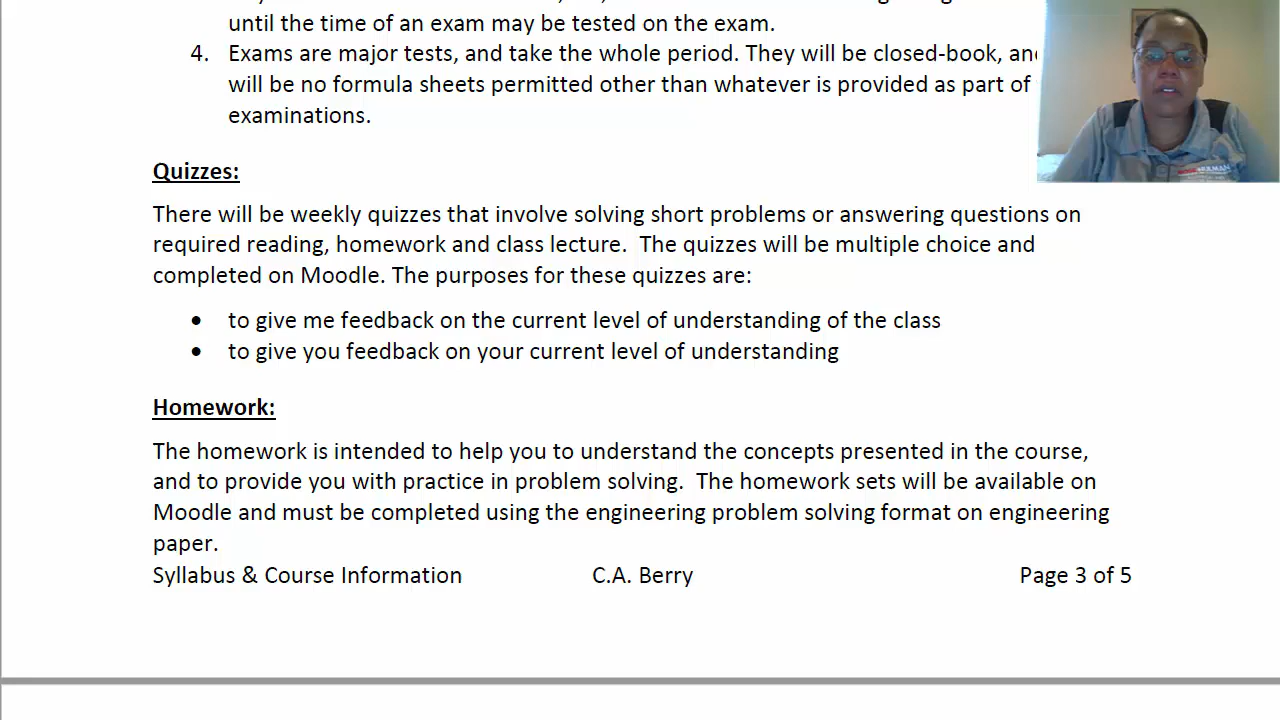 until the time of an exam may be tested on the exam.
4. Exams are major tests, and take the whole period. They will be closed-book, and
will be no formula sheets permitted other than whatever is provided as part of
examinations.
Quizzes:
There will be weekly quizzes that involve solving short problems or answering questions on
required reading, homework and class lecture.  The quizzes will be multiple choice and
completed on Moodle. The purposes for these quizzes are:
• to give me feedback on the current level of understanding of the class
• to give you feedback on your current level of understanding
Homework:
The homework is intended to help you to understand the concepts presented in the course,
and to provide you with practice in problem solving.  The homework sets will be available on
Moodle and must be completed using the engineering problem solving format on engineering
paper.
Syllabus & Course Information C.A. Berry Page 3 of 5